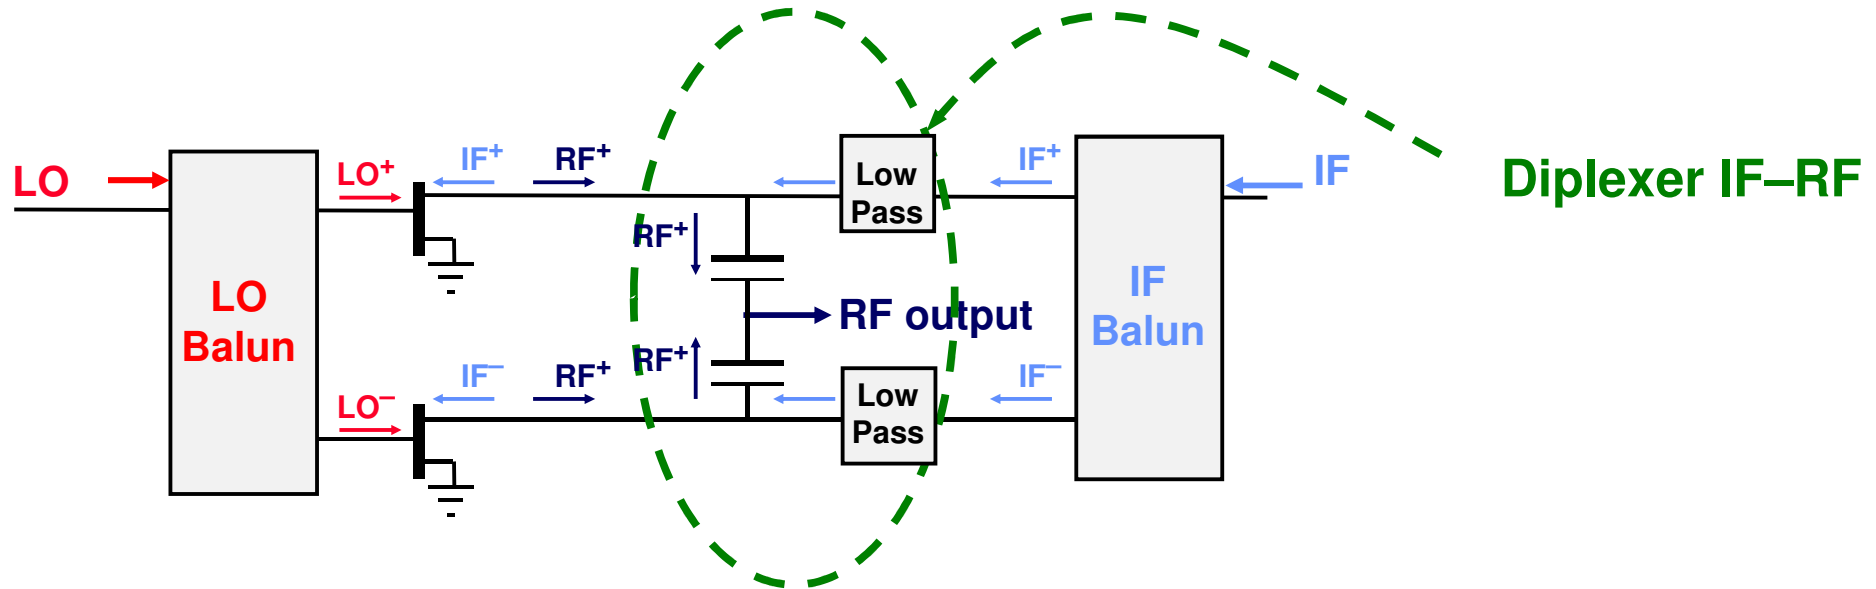 LO
LO
Balun
LO⁺
LO⁻
IF⁺
RF⁺
IF⁻
RF⁺
RF⁺
RF⁺
RF output
Low
Pass
Low
Pass
IF⁺
IF⁻
IF
Balun
IF
Diplexer IF–RF